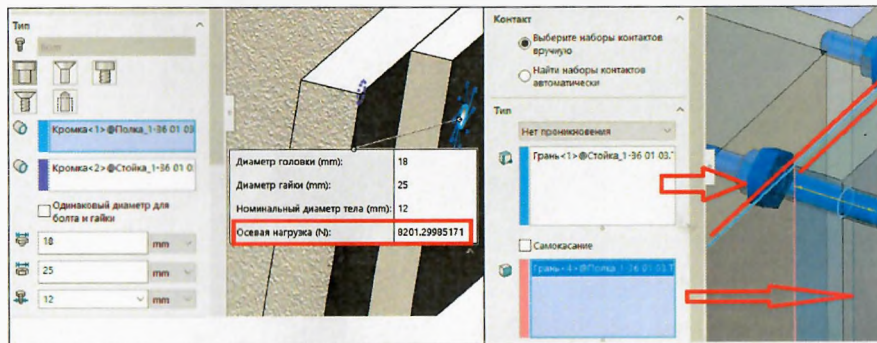 Тип
Болт
Кромка<1>@Полка_1-36 01 03
Кромка<2>@Стойка_1-36 01 0
Одинаковый диаметр для
болта и гайки
18 mm
25 mm
12 mm
Диаметр головки (mm): 18
Диаметр гайки (mm): 25
Номинальный диаметр тела (mm): 12
Осевая нагрузка (N): 8201.29985171
Контакт
Выберите наборы контактов
вручную
Найти наборы контактов
автоматически
Тип
Нет проникновения
Грань<1>@Стойка_1-36 01 03.
Самокасание
Грань<4>@Полка_1-36 01 03.T